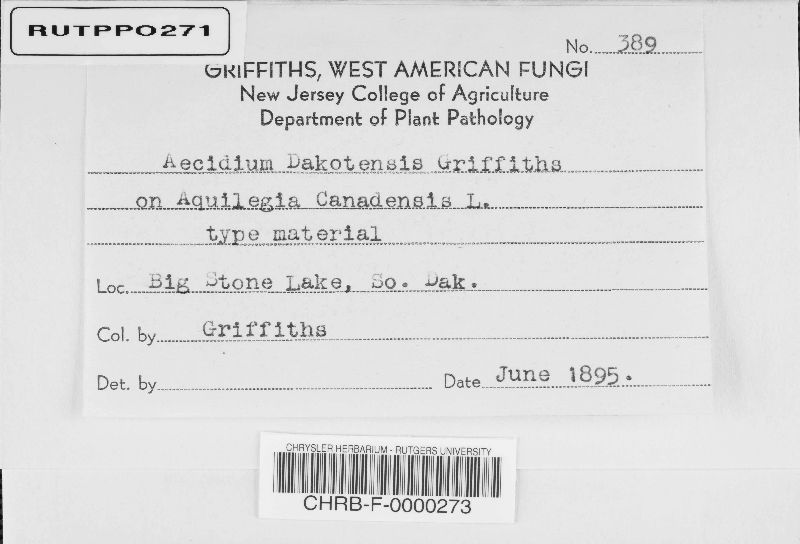 RUTPPO271
No. 389
GRIFFITHS, WEST AMERICAN FUNGI
New Jersey College of Agriculture
Department of Plant Pathology
Aecidium Dakotensis Griffiths
on Aquilegia Canadensis L.
type material
Loc. Big Stone Lake, So. Dak.
Col. by Griffiths
Det. by
Date June 1895.
CHRYSLER HERBARIUM - RUTGERS UNIVERSITY
CHRB-F-0000273